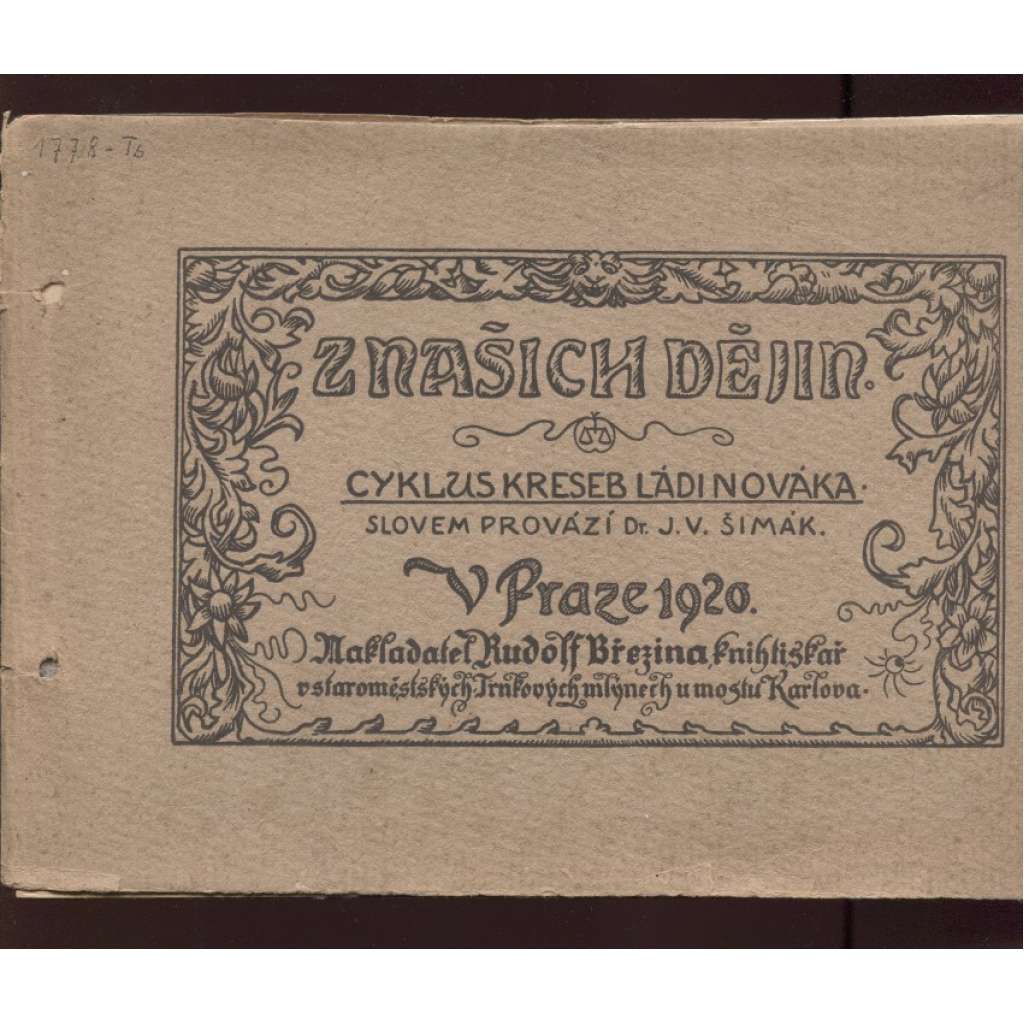 1778-Tb
Z NAŠICH DĚJIN.
CYKLUS KRESEB LÁDI NOVÁKA.
SLOVEM PROVÁZÍ Dr. J. V. ŠIMÁK.
V Praze 1920.
Nakladatel Rudolf Březina, knihtiskař
v staroměstských Trnkových mlýnech u mostu Karlova.